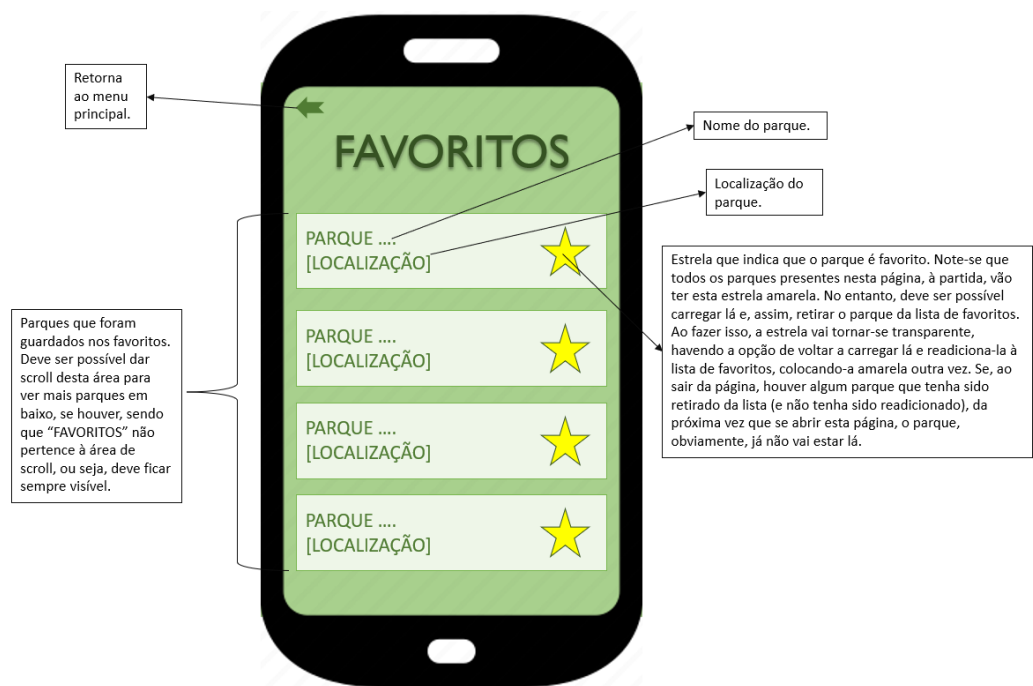 Retorna
ao menu
principal.
FAVORITOS
Nome do parque.
Localização do
parque.
PARQUE ....
[LOCALIZAÇÃO]
PARQUE ....
[LOCALIZAÇÃO]
PARQUE ....
[LOCALIZAÇÃO]
PARQUE ....
[LOCALIZAÇÃO]
Parques que foram
guardados nos favoritos.
Deve ser possível dar
scroll desta área para
ver mais parques em
baixo, se houver, sendo
que “FAVORITOS” não
pertence à área de
scroll, ou seja, deve ficar
sempre visível.
Estrela que indica que o parque é favorito. Note-se que
todos os parques presentes nesta página, à partida, vão
ter esta estrela amarela. No entanto, deve ser possível
carregar lá e, assim, retirar o parque da lista de favoritos.
Ao fazer isso, a estrela vai tornar-se transparente,
havendo a opção de voltar a carregar lá e readiciona-la à
lista de favoritos, colocando-a amarela outra vez. Se, ao
sair da página, houver algum parque que tenha sido
retirado da lista (e não tenha sido readicionado), da
próxima vez que se abrir esta página, o parque,
obviamente, já não vai estar lá.